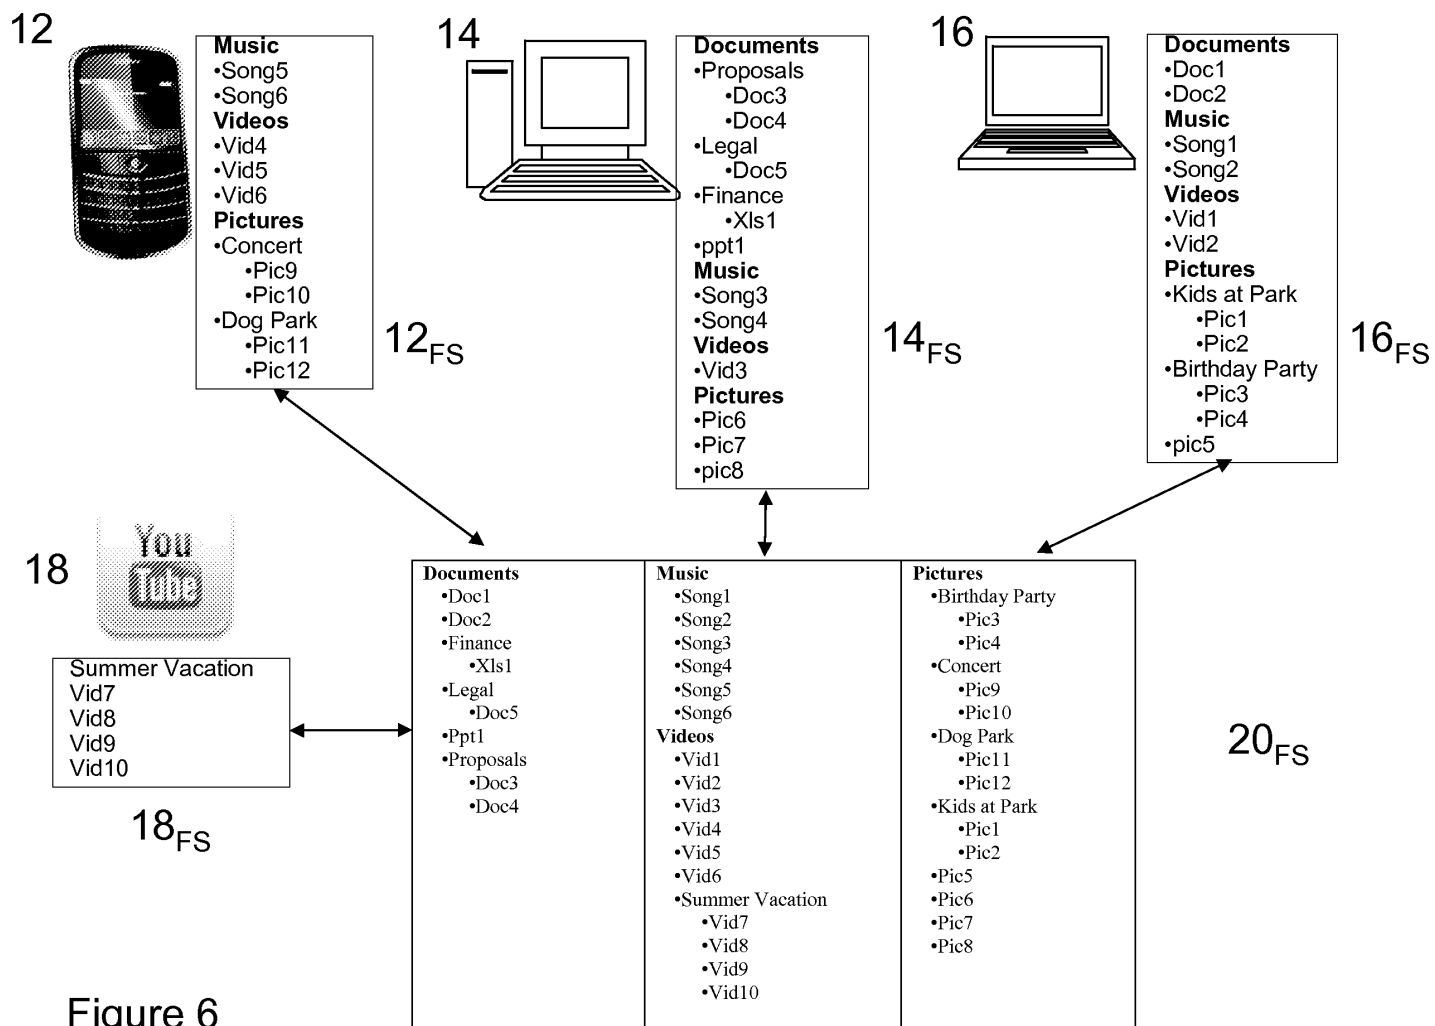 12
Music
•Song5
•Song6
Videos
•Vid4
•Vid5
•Vid6
Pictures
•Concert
•Pic9
•Pic10
•Dog Park
•Pic11
•Pic12
12FS
14
Documents
•Proposals
•Doc3
•Doc4
•Legal
•Doc5
•Finance
•Xls1
•ppt1
Music
•Song3
•Song4
Videos
•Vid3
Pictures
•Pic6
•Pic7
•pic8
14FS
16
Documents
•Doc1
•Doc2
Music
•Song1
•Song2
Videos
•Vid1
•Vid2
Pictures
•Kids at Park
•Pic1
•Pic2
•Birthday Party
•Pic3
•Pic4
•pic5
16FS
18
You
Tube
Summer Vacation
Vid7
Vid8
Vid9
Vid10
18FS
Documents
•Doc1
•Doc2
•Finance
•Xls1
•Legal
•Doc5
•Ppt1
•Proposals
•Doc3
•Doc4
Music
•Song1
•Song2
•Song3
•Song4
•Song5
•Song6
Videos
•Vid1
•Vid2
•Vid3
•Vid4
•Vid5
•Vid6
•Summer Vacation
•Vid7
•Vid8
•Vid9
•Vid10
Pictures
•Birthday Party
•Pic3
•Pic4
•Concert
•Pic9
•Pic10
•Dog Park
•Pic11
•Pic12
•Kids at Park
•Pic1
•Pic2
•Pic5
•Pic6
•Pic7
•Pic8
20FS
Figure 6